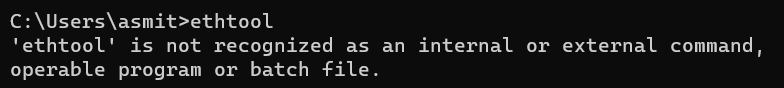 C:\Users\asmit>ethtool
'ethtool' is not recognized as an internal or external command,
operable program or batch file.